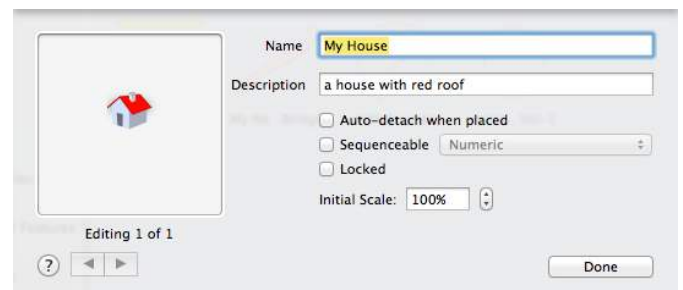 Name My House
Description a house with red roof
Auto-detach when placed
Sequenceable Numeric
Locked
Initial Scale: 100%
Editing 1 of 1
?
Done